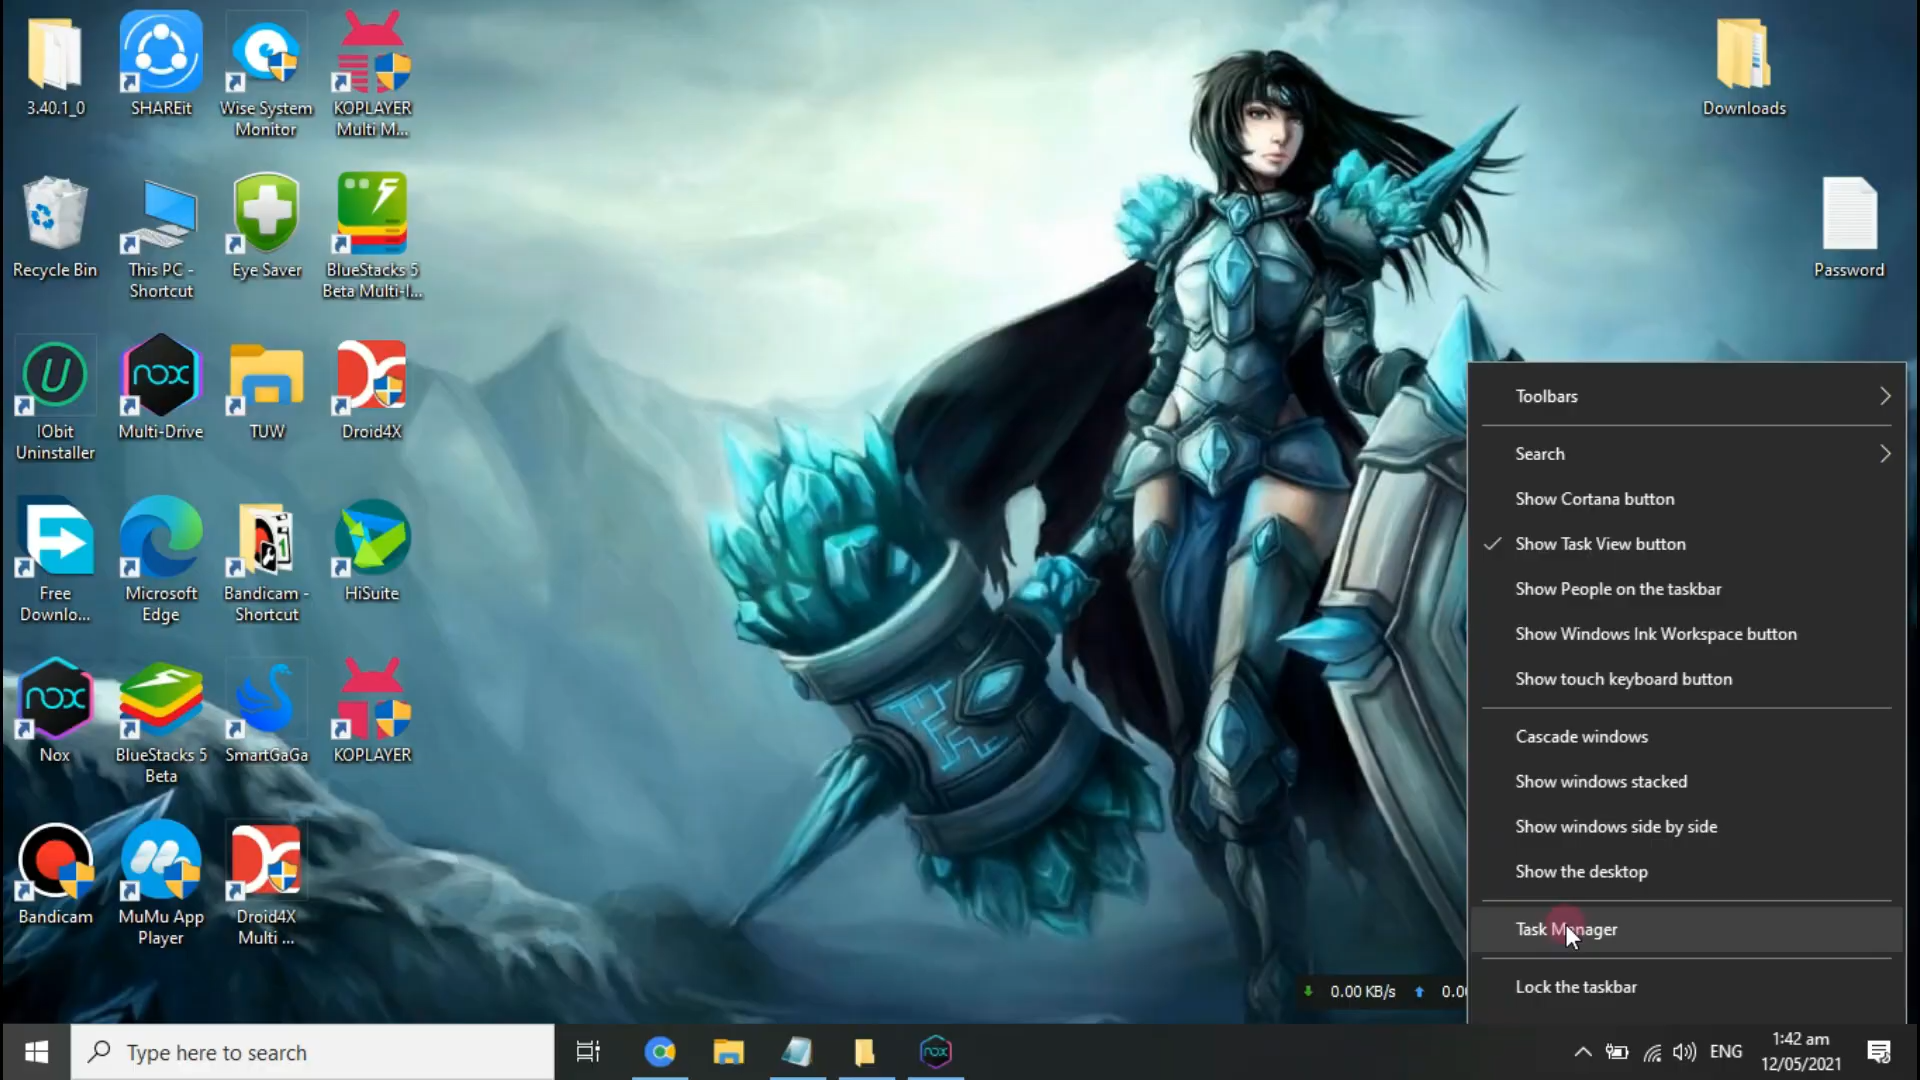 3.40.1_0
SHAREit
Wise System
Monitor
KOPLAYER
Multi M...
Downloads
Recycle Bin
This PC -
Shortcut
Eye Saver
BlueStacks 5
Beta Multi-I...
Password
U
IObit
Uninstaller
nox
Multi-Drive
TUW
Droid4X
Free
Downlo...
Microsoft
Edge
Bandicam -
Shortcut
HiSuite
nox
Nox
BlueStacks 5
Beta
SmartGaGa
KOPLAYER
Bandicam
MuMu App
Player
Droid4X
Multi ...
Toolbars
Search
Show Cortana button
Show Task View button
Show People on the taskbar
Show Windows Ink Workspace button
Show touch keyboard button
Cascade windows
Show windows stacked
Show windows side by side
Show the desktop
Task Manager
Lock the taskbar
0.00 KB/s
0.0
Type here to search
nox
ENG
1:42 am
12/05/2021